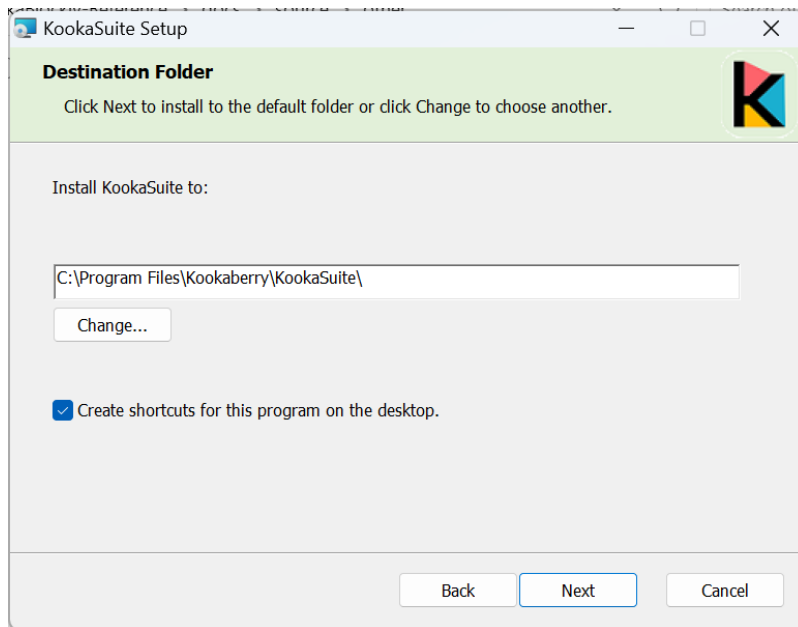 KookaSuite Setup
Destination Folder
Click Next to install to the default folder or click Change to choose another.
Install KookaSuite to:
C:\Program Files\Kookaberry\KookaSuite\
Change...
Create shortcuts for this program on the desktop.
Back
Next
Cancel